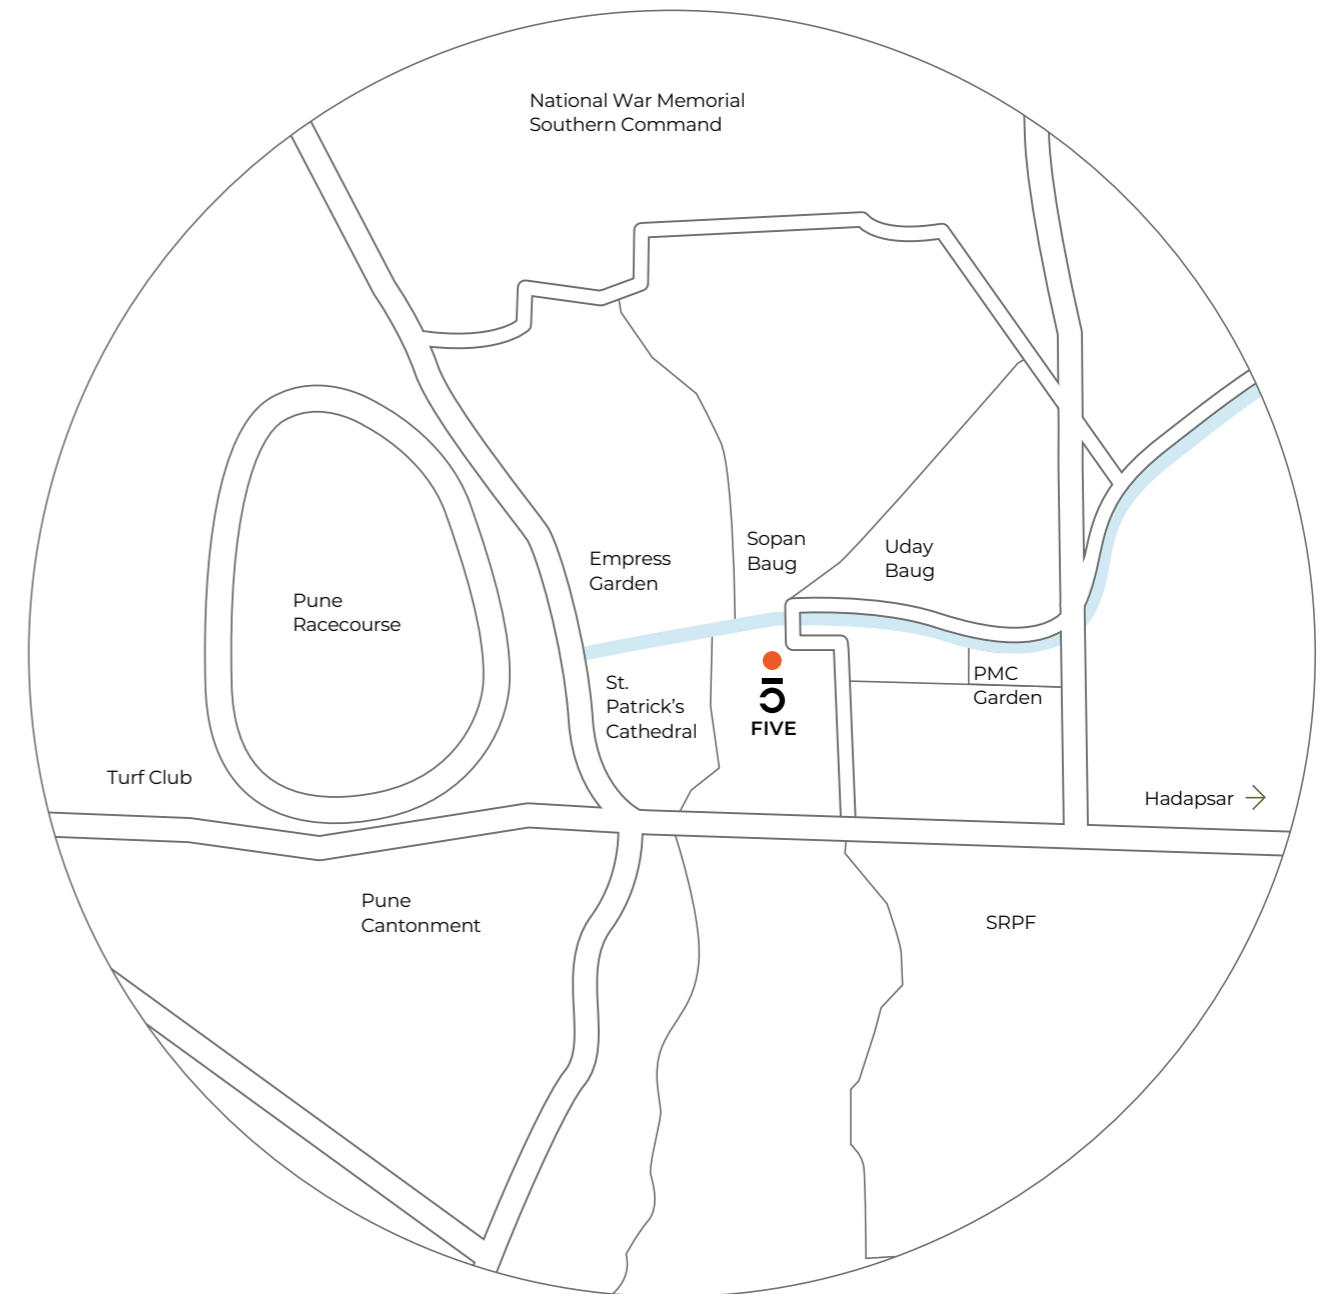 National War Memorial
Southern Command
Empress
Garden
Sopan
Baug
Uday
Baug
Pune
Racecourse
St.
Patrick's
Cathedral
PMC
Garden
5
FIVE
Turf Club
Hadapsar →
Pune
Cantonment
SRPF